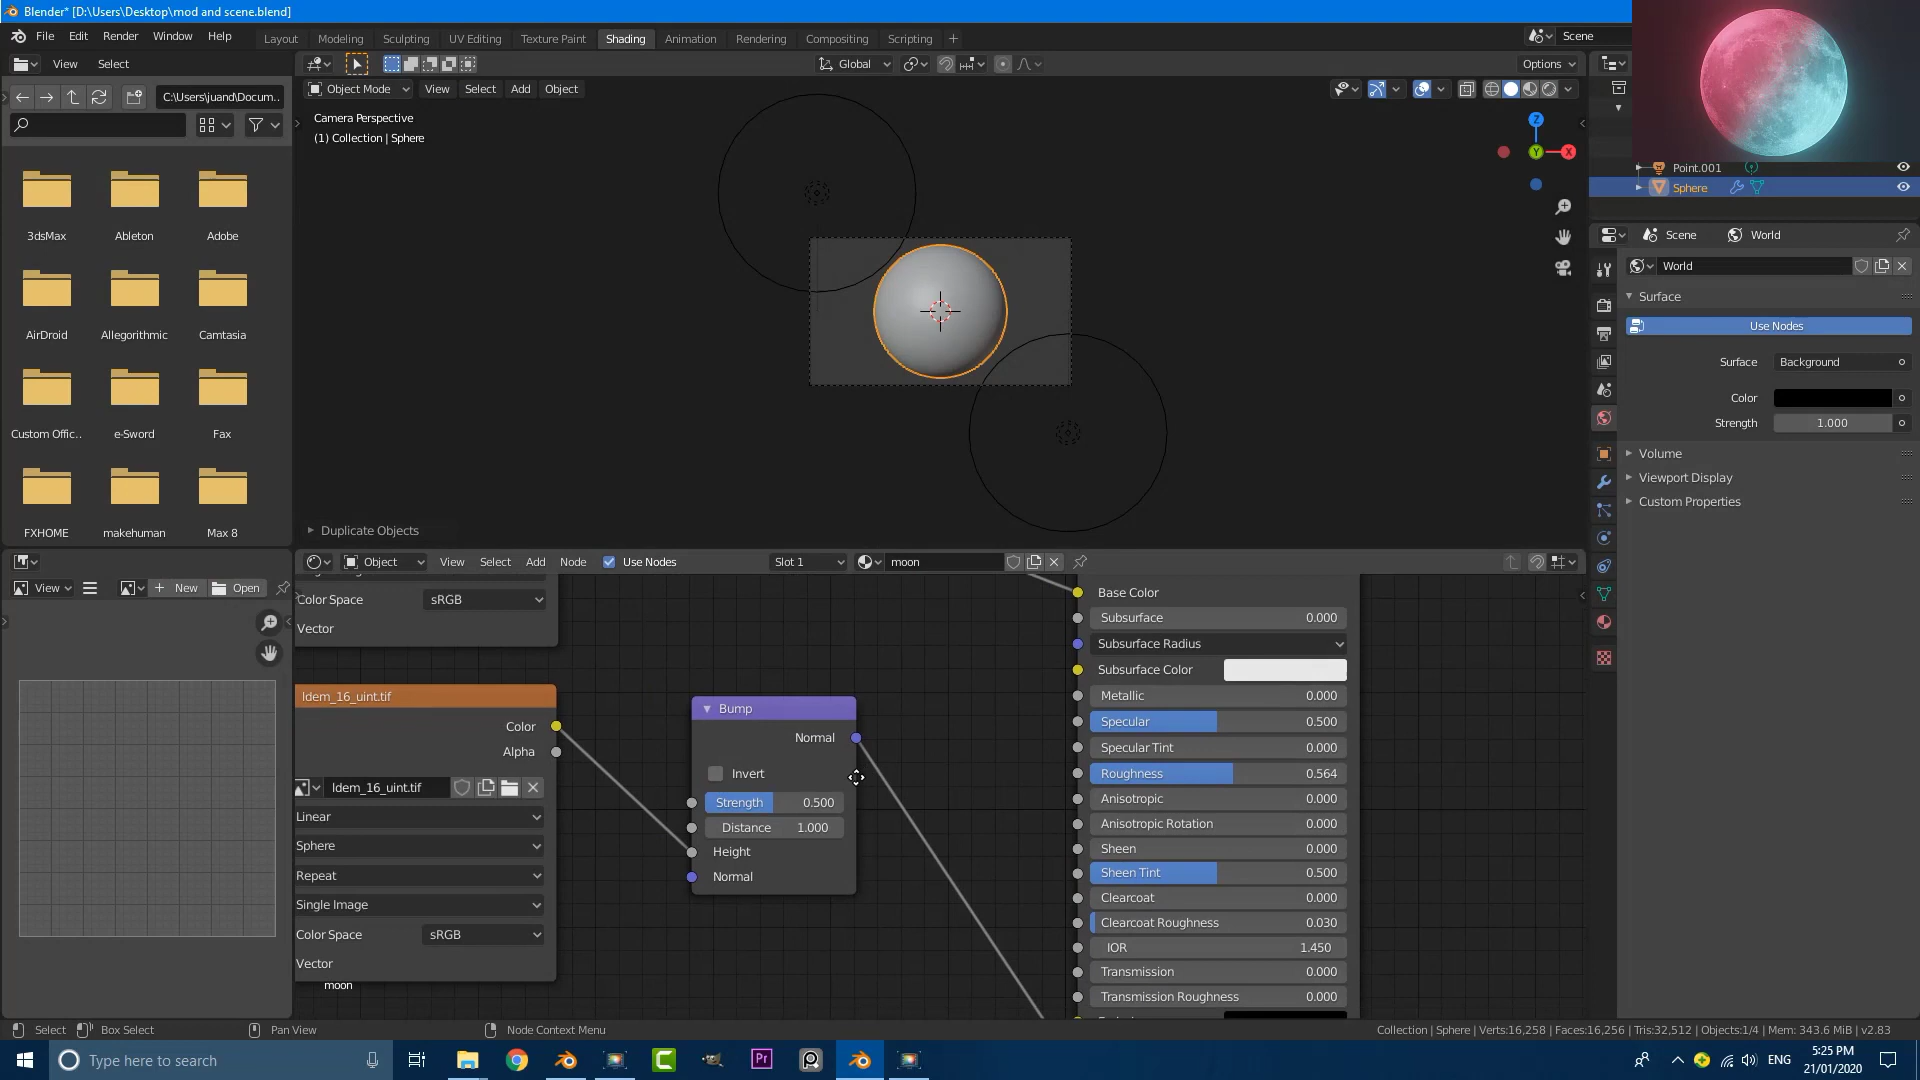 Blender* [D:\Users\Desktop\mod and scene.blend]
File Edit Render Window Help
Layout Modeling Sculpting UV Editing Texture Paint Shading Animation Rendering Compositing Scripting +
Scene
View Select
Global
Options
C:\Users\juand\Docum..
Object Mode View Select Add Object
Camera Perspective
(1) Collection | Sphere
Z
Y
X
Point.001
Sphere
3dsMax Ableton Adobe
Scene World
World
AirDroid Allegorithmic Camtasia
Surface
Use Nodes
Surface Background
Color
Strength 1.000
Custom Offic.. e-Sword Fax
Volume
Viewport Display
Custom Properties
FXHOME makehuman Max 8
Duplicate Objects
Object View Select Add Node Use Nodes Slot 1 moon
View New Open
Color Space sRGB
Vector
Base Color
Subsurface 0.000
Subsurface Radius
Subsurface Color
Metallic 0.000
Specular 0.500
Specular Tint 0.000
Roughness 0.564
Anisotropic 0.000
Anisotropic Rotation 0.000
Sheen 0.000
Sheen Tint 0.500
Clearcoat 0.000
Clearcoat Roughness 0.030
IOR 1.450
Transmission 0.000
Transmission Roughness 0.000
ldem_16_uint.tif
Color
Alpha
ldem_16_uint.tif
Linear
Sphere
Repeat
Single Image
Color Space sRGB
Vector
moon
Bump
Normal
Invert
Strength 0.500
Distance 1.000
Height
Normal
Select Box Select Pan View Node Context Menu
Collection | Sphere | Verts:16,258 | Faces:16,256 | Tris:32,512 | Objects:1/4 | Mem: 343.6 MiB | v2.83
Type here to search
Pr
ENG
5:25 PM
21/01/2020